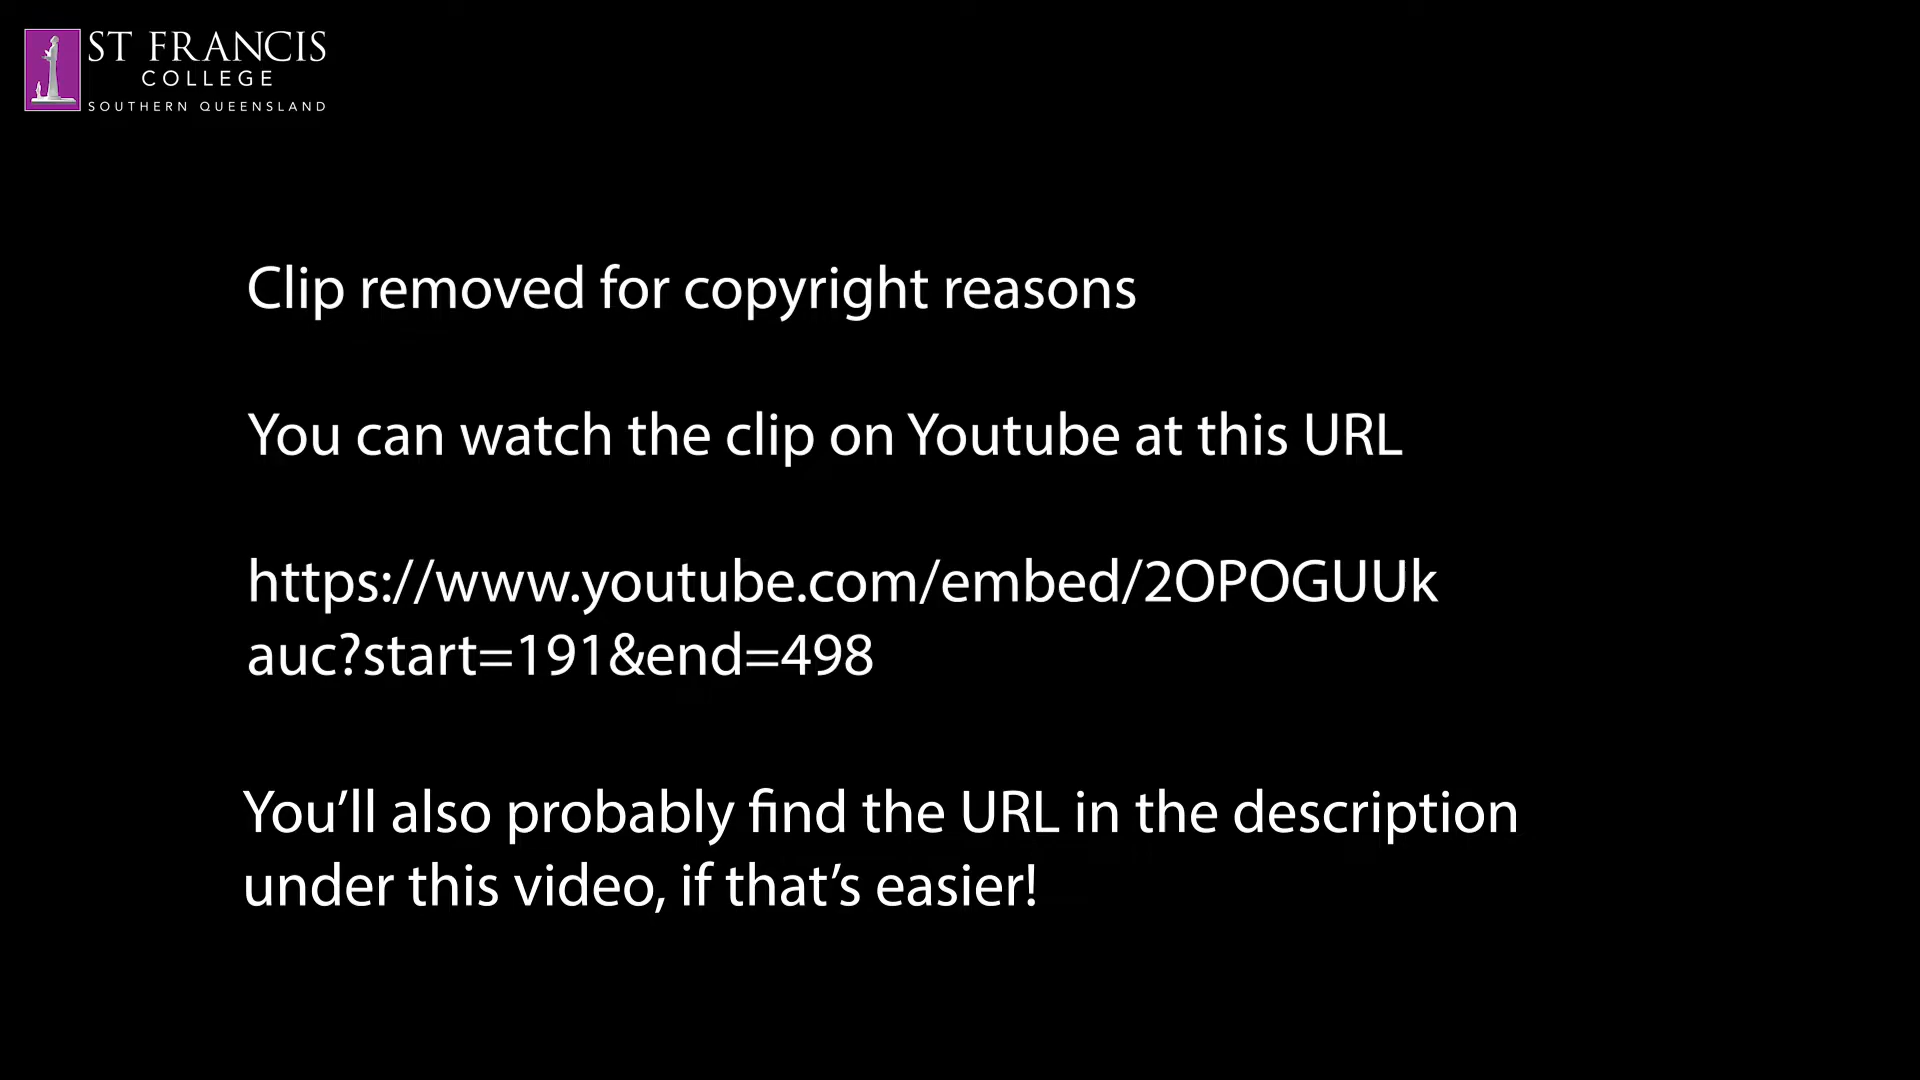 ST FRANCIS
COLLEGE
SOUTHERN QUEENSLAND
Clip removed for copyright reasons
You can watch the clip on Youtube at this URL
https://www.youtube.com/embed/2OPOGUUk
auc?start=191&end=498
You’ll also probably find the URL in the description
under this video, if that’s easier!